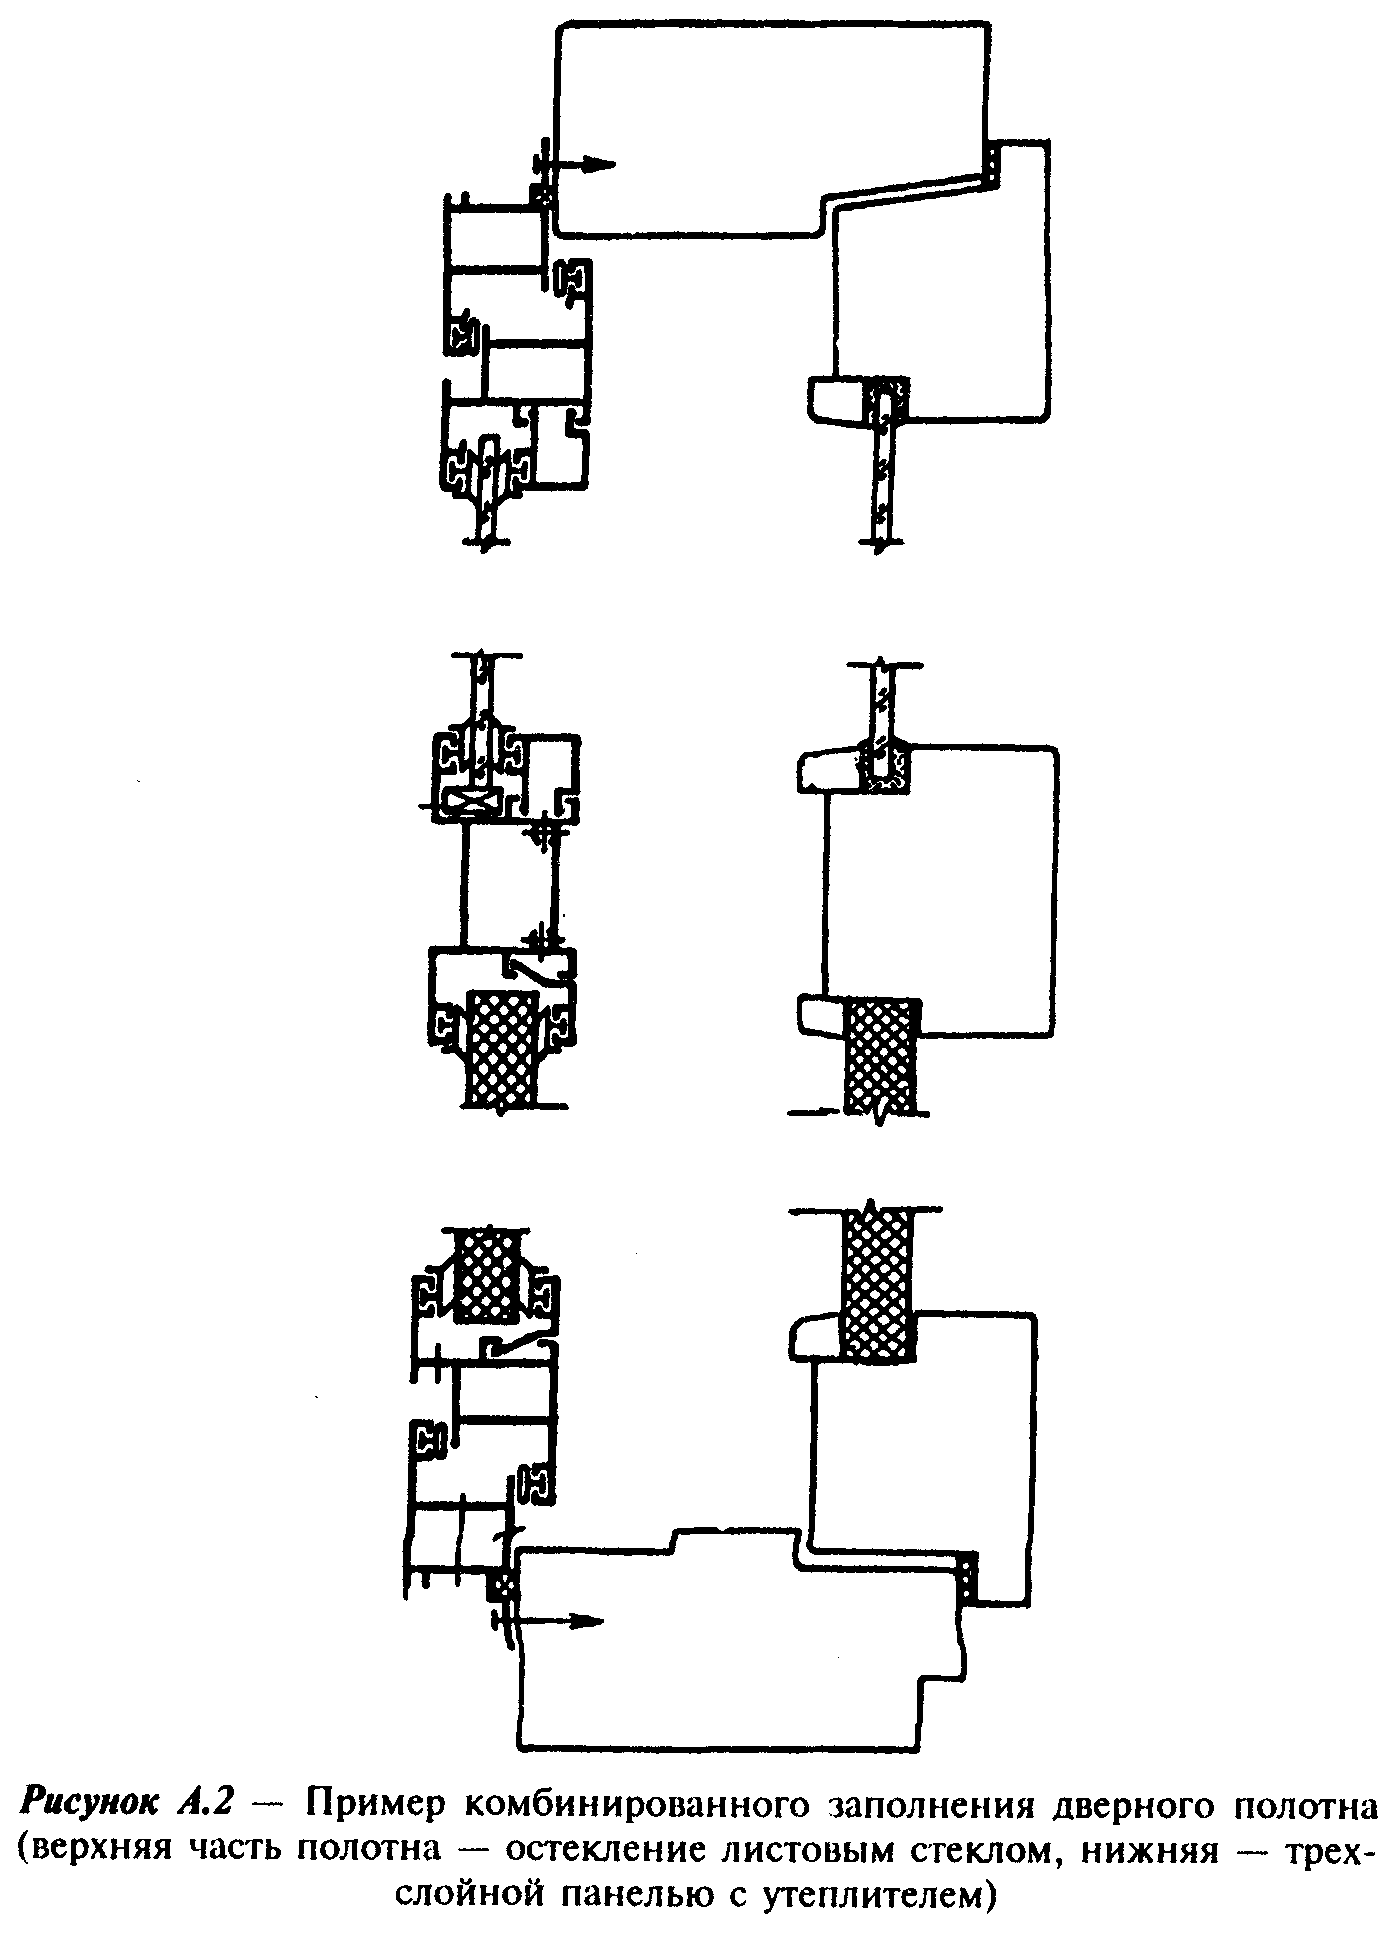 Рисунок А.2 — Пример комбинированного заполнения дверного полотна
(верхняя часть полотна — остекление листовым стеклом, нижняя — трех-
слойной панелью с утеплителем)